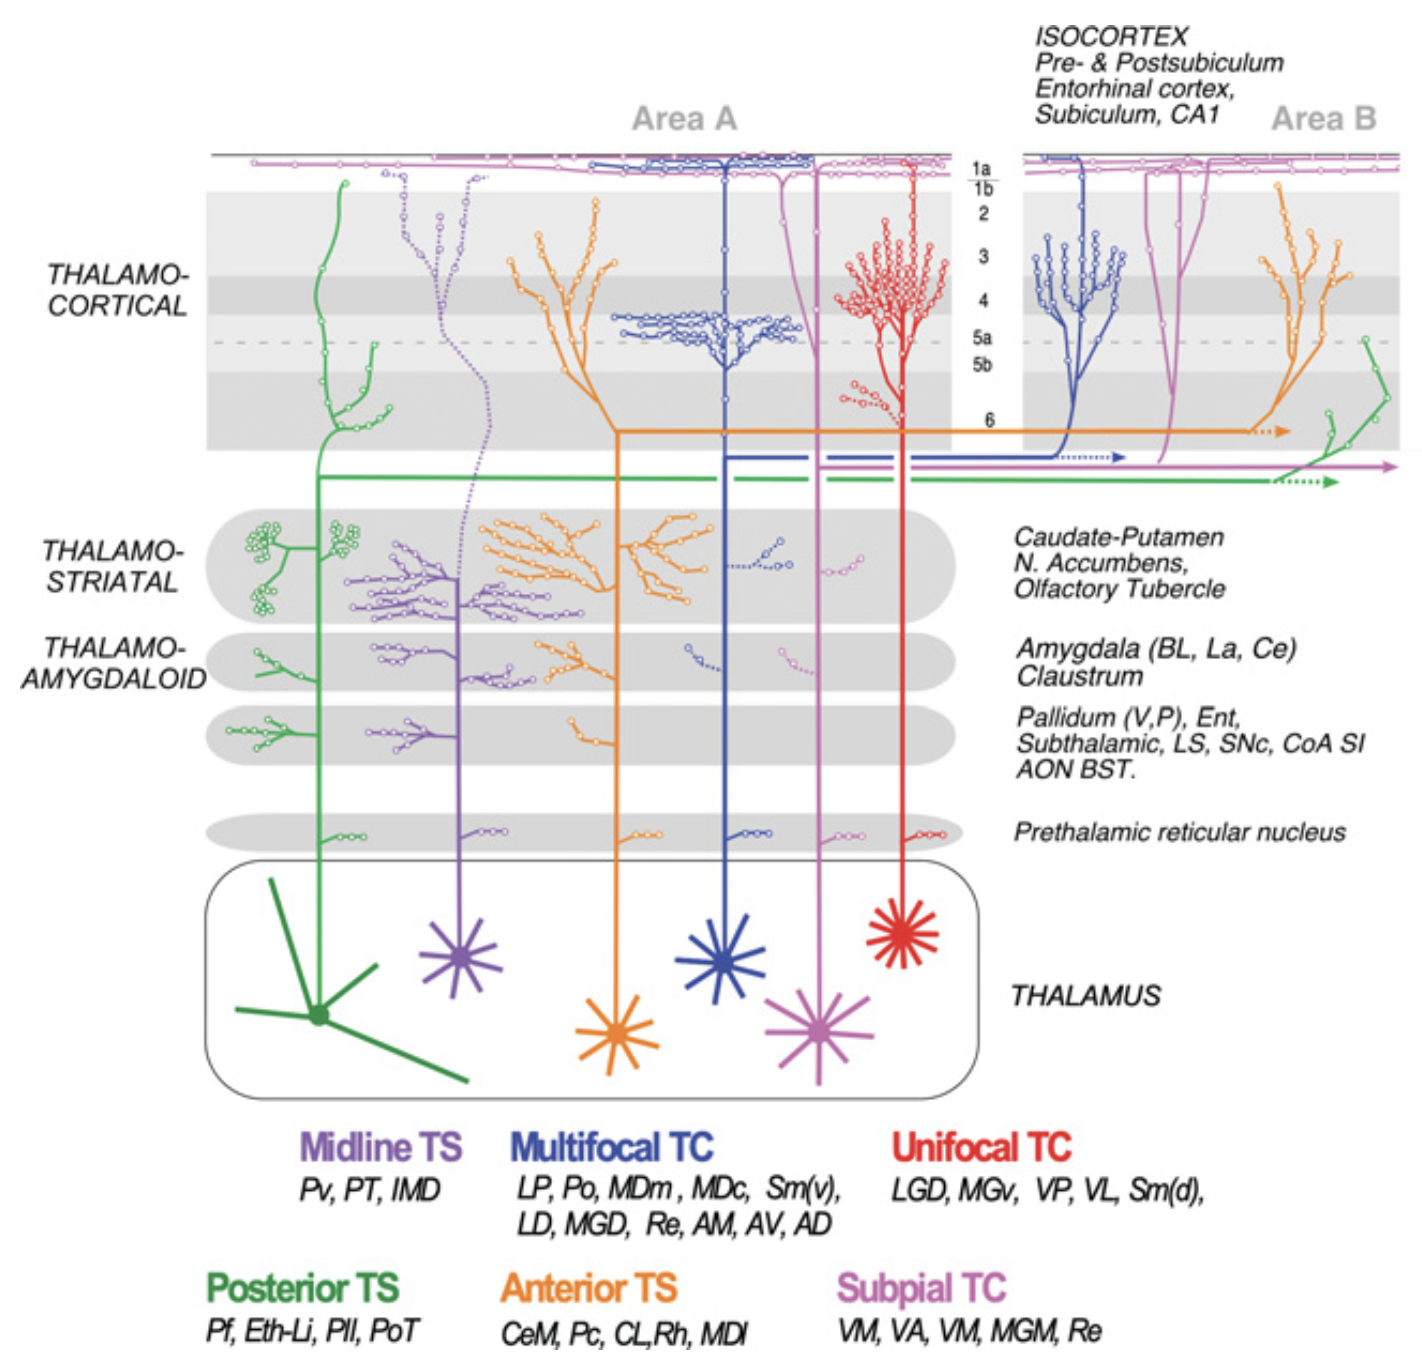 ISOCORTEX
Pre- & Postsubiculum
Entorhinal cortex,
Subiculum, CA1
Area A
Area B
1a
1b
2
3
4
5a
5b
6
THALAMO-
CORTICAL
THALAMO-
STRIATAL
Caudate-Putamen
N. Accumbens,
Olfactory Tubercle
THALAMO-
AMYGDALOID
Amygdala (BL, La, Ce)
Claustrum
Pallidum (V,P), Ent,
Subthalamic, LS, SNc, CoA SI
AON BST.
Prethalamic reticular nucleus
THALAMUS
Midline TS
Pv, PT, IMD
Multifocal TC
LP, Po, MDm , MDc, Sm(v),
LD, MGD, Re, AM, AV, AD
Unifocal TC
LGD, MGv, VP, VL, Sm(d),
Posterior TS
Pf, Eth-Li, PIl, PoT
Anterior TS
CeM, Pc, CL,Rh, MDl
Subpial TC
VM, VA, VM, MGM, Re